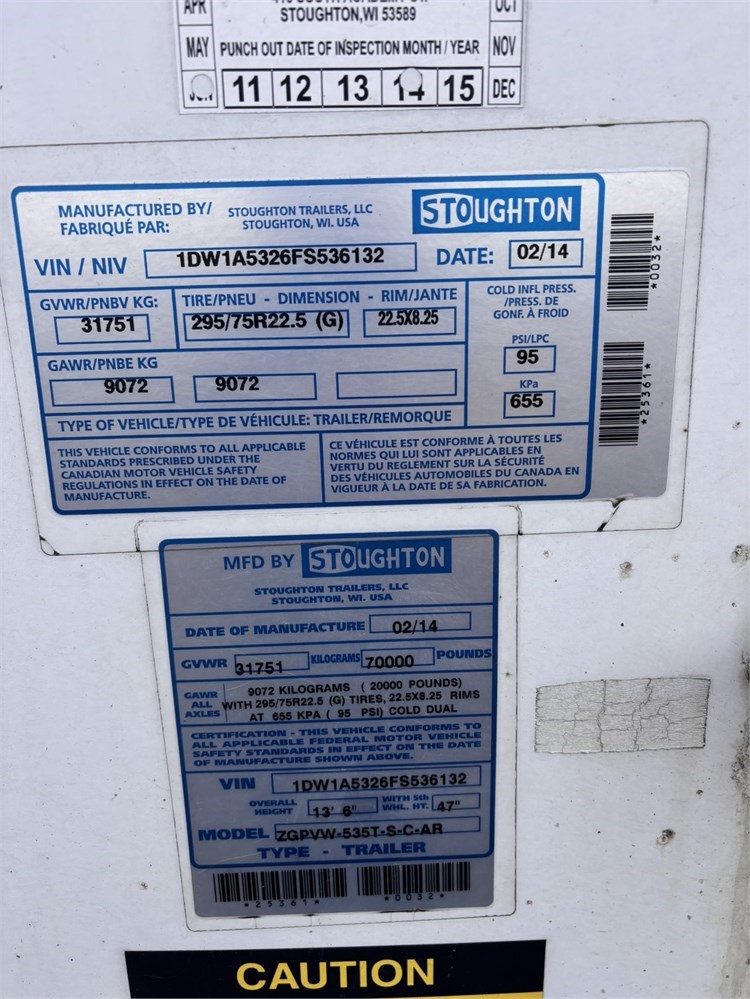 APR
STOUGHTON, WI 53589
OCT
MAY PUNCH OUT DATE OF INSPECTION MONTH / YEAR NOV
11 12 13 14 15 DEC
MANUFACTURED BY/ STOUGHTON TRAILERS, LLC STOUGHTON
FABRIQUÉ PAR: STOUGHTON, WI. USA
VIN / NIV 1DW1A5326FS536132 DATE: 02/14
GVWR/PNBV KG: TIRE/PNEU - DIMENSION - RIM/JANTE COLD INFL PRESS.
/PRESS. DE
GONF. À FROID
31751 295/75R22.5 (G) 22.5X8.25
PSI/LPC
95
GAWR/PNBE KG
9072 9072
KPa
655
TYPE OF VEHICLE/TYPE DE VÉHICULE: TRAILER/REMORQUE
THIS VEHICLE CONFORMS TO ALL APPLICABLE
STANDARDS PRESCRIBED UNDER THE
CANADIAN MOTOR VEHICLE SAFETY
REGULATIONS IN EFFECT ON THE DATE OF
MANUFACTURE.
CE VÉHICULE EST CONFORME À TOUTES LES
NORMES QUI LUI SONT APPLICABLES EN
VERTU DU REGLEMENT SUR LA SÉCURITÉ
DES VÉHICULES AUTOMOBILES DU CANADA EN
VIGUEUR À LA DATE DE SA FABRICATION.
*0032*
*25361*
MFD BY STOUGHTON
STOUGHTON TRAILERS, LLC
STOUGHTON, WI. USA
DATE OF MANUFACTURE 02/14
GVWR 31751 KILOGRAMS 70000 POUNDS
GAWR
ALL
AXLES
9072 KILOGRAMS ( 20000 POUNDS)
WITH 295/75R22.5 (G) TIRES, 22.5X8.25 RIMS
AT 655 KPA ( 95 PSI) COLD DUAL
CERTIFICATION - THIS VEHICLE CONFORMS TO
ALL APPLICABLE FEDERAL MOTOR VEHICLE
SAFETY STANDARDS IN EFFECT ON THE DATE
OF MANUFACTURE SHOWN ABOVE.
VIN 1DW1A5326FS536132
OVERALL HEIGHT 13' 6" WITH 5th WHL. HT. 47"
MODEL ZGPVW-535T-S-C-AR
TYPE - TRAILER
*25361* *0032*
CAUTION